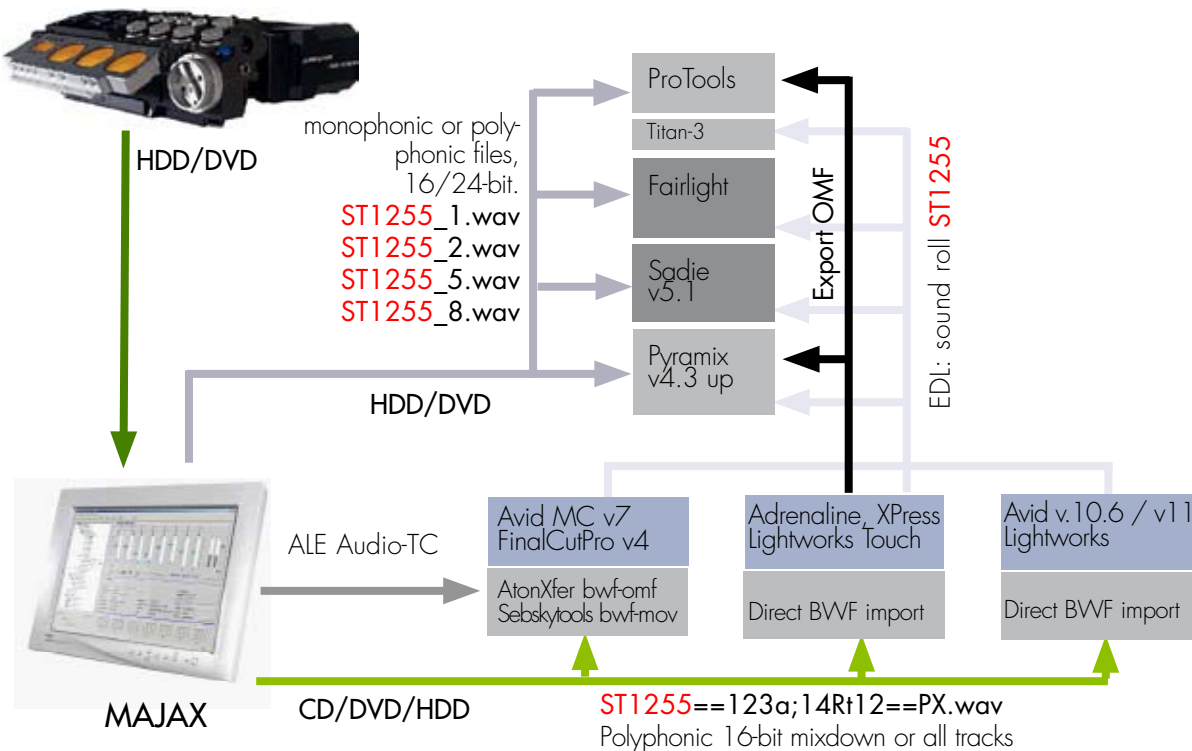 HDD/DVD
monophonic or poly-
phonic files,
16/24-bit.
ST1255_1.wav
ST1255_2.wav
ST1255_5.wav
ST1255_8.wav
HDD/DVD
ProTools
Titan-3
Fairlight
Sadie
v5.1
Pyramix
v4.3 up
Export OMF
EDL: sound roll ST1255
ALE Audio-TC
Avid MC v7
FinalCutPro v4
AtonXfer bwf-omf
Sebskytools bwf-mov
Adrenaline, XPress
Lightworks Touch
Direct BWF import
Avid v.10.6 / v11
Lightworks
Direct BWF import
MAJAX
CD/DVD/HDD
ST1255==123a;14Rt12==PX.wav
Polyphonic 16-bit mixdown or all tracks